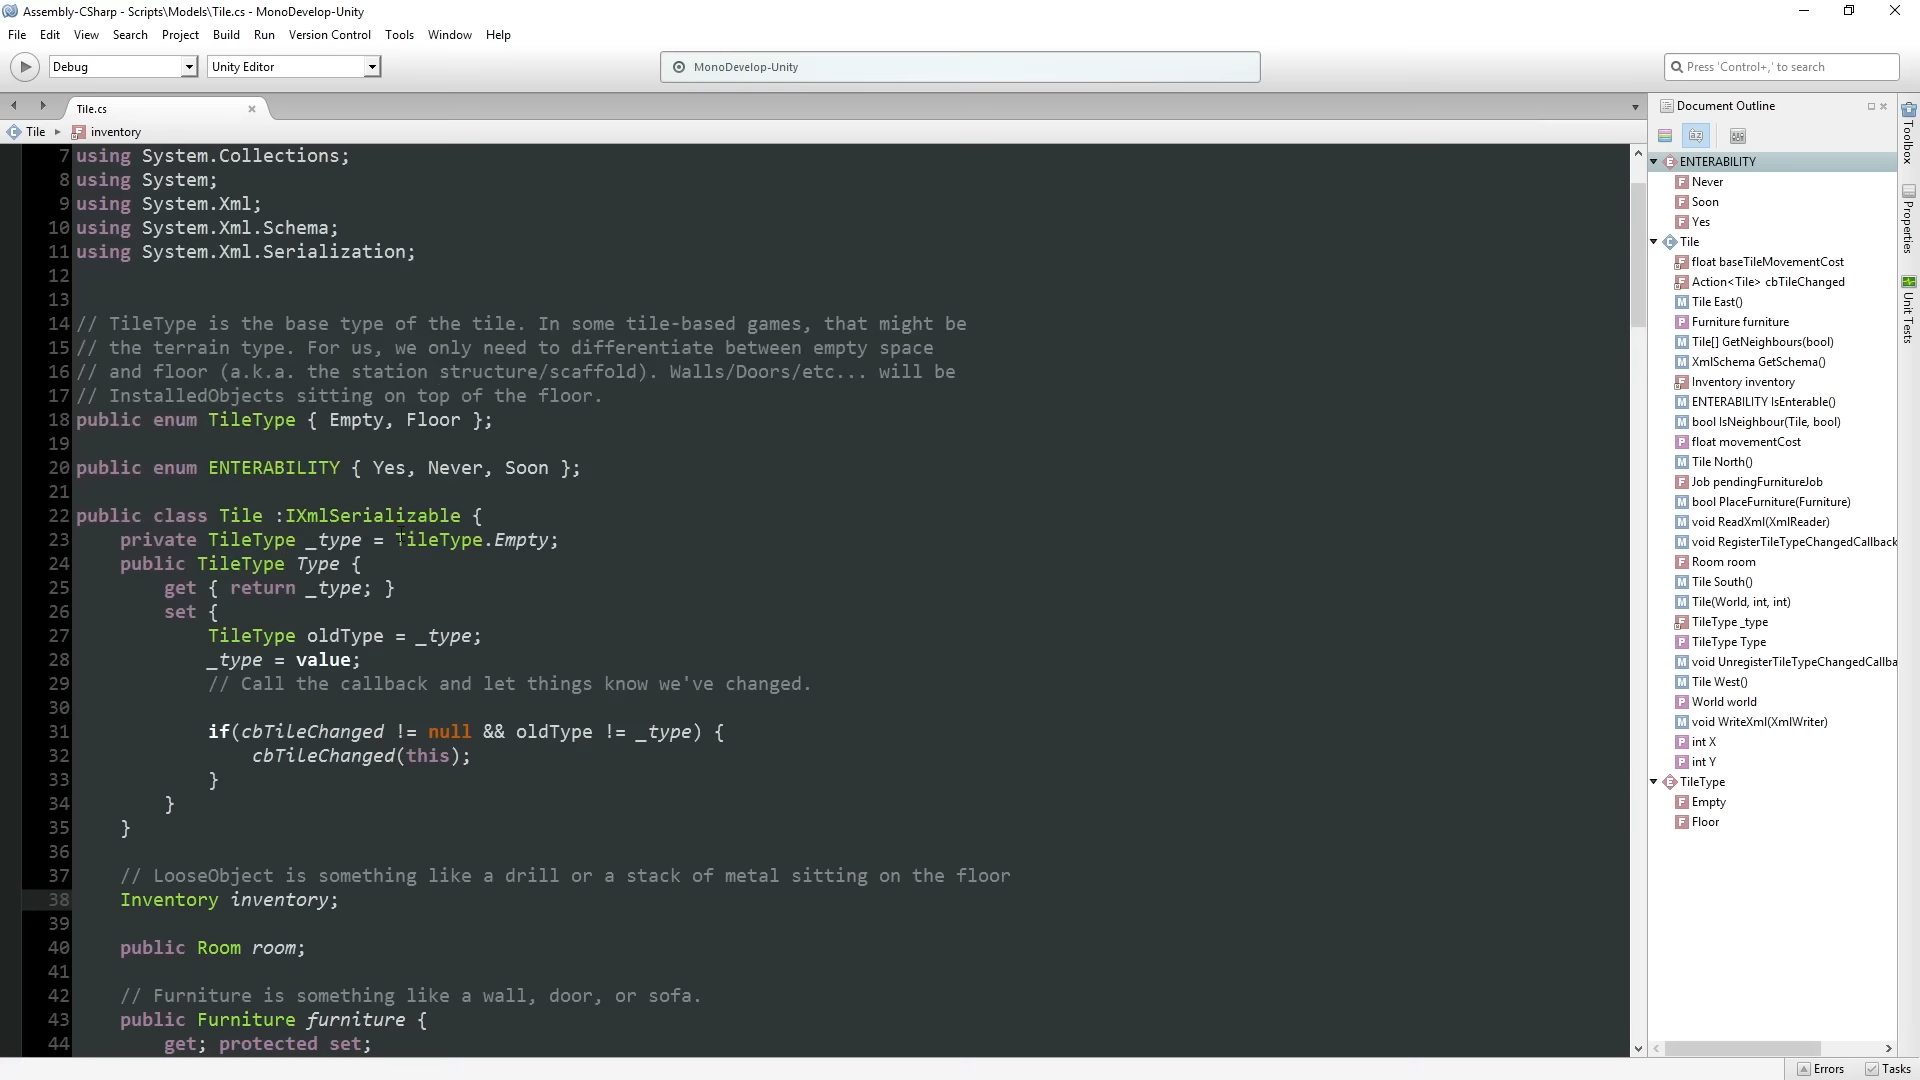 Assembly-CSharp - Scripts\Models\Tile.cs - MonoDevelop-Unity
File Edit View Search Project Build Run Version Control Tools Window Help
Debug Unity Editor MonoDevelop-Unity Press 'Control+,' to search
Tile.cs
Tile inventory
7 using System.Collections;
8 using System;
9 using System.Xml;
10 using System.Xml.Schema;
11 using System.Xml.Serialization;
12
13
14 // TileType is the base type of the tile. In some tile-based games, that might be
15 // the terrain type. For us, we only need to differentiate between empty space
16 // and floor (a.k.a. the station structure/scaffold). Walls/Doors/etc... will be
17 // InstalledObjects sitting on top of the floor.
18 public enum TileType { Empty, Floor };
19
20 public enum ENTERABILITY { Yes, Never, Soon };
21
22 public class Tile :IXmlSerializable {
23 private TileType _type = TileType.Empty;
24 public TileType Type {
25 get { return _type; }
26 set {
27 TileType oldType = _type;
28 _type = value;
29 // Call the callback and let things know we've changed.
30
31 if(cbTileChanged != null && oldType != _type) {
32 cbTileChanged(this);
33 }
34 }
35 }
36
37 // LooseObject is something like a drill or a stack of metal sitting on the floor
38 Inventory inventory;
39
40 public Room room;
41
42 // Furniture is something like a wall, door, or sofa.
43 public Furniture furniture {
44 get; protected set;
Document Outline
ENTERABILITY
Never
Soon
Yes
Tile
float baseTileMovementCost
Action<Tile> cbTileChanged
Tile East()
Furniture furniture
Tile[] GetNeighbours(bool)
XmlSchema GetSchema()
Inventory inventory
ENTERABILITY IsEnterable()
bool IsNeighbour(Tile, bool)
float movementCost
Tile North()
Job pendingFurnitureJob
bool PlaceFurniture(Furniture)
void ReadXml(XmlReader)
void RegisterTileTypeChangedCallback
Room room
Tile South()
Tile(World, int, int)
TileType _type
TileType Type
void UnregisterTileTypeChangedCallba
Tile West()
World world
void WriteXml(XmlWriter)
int X
int Y
TileType
Empty
Floor
Toolbox
Properties
Unit Tests
Errors Tasks